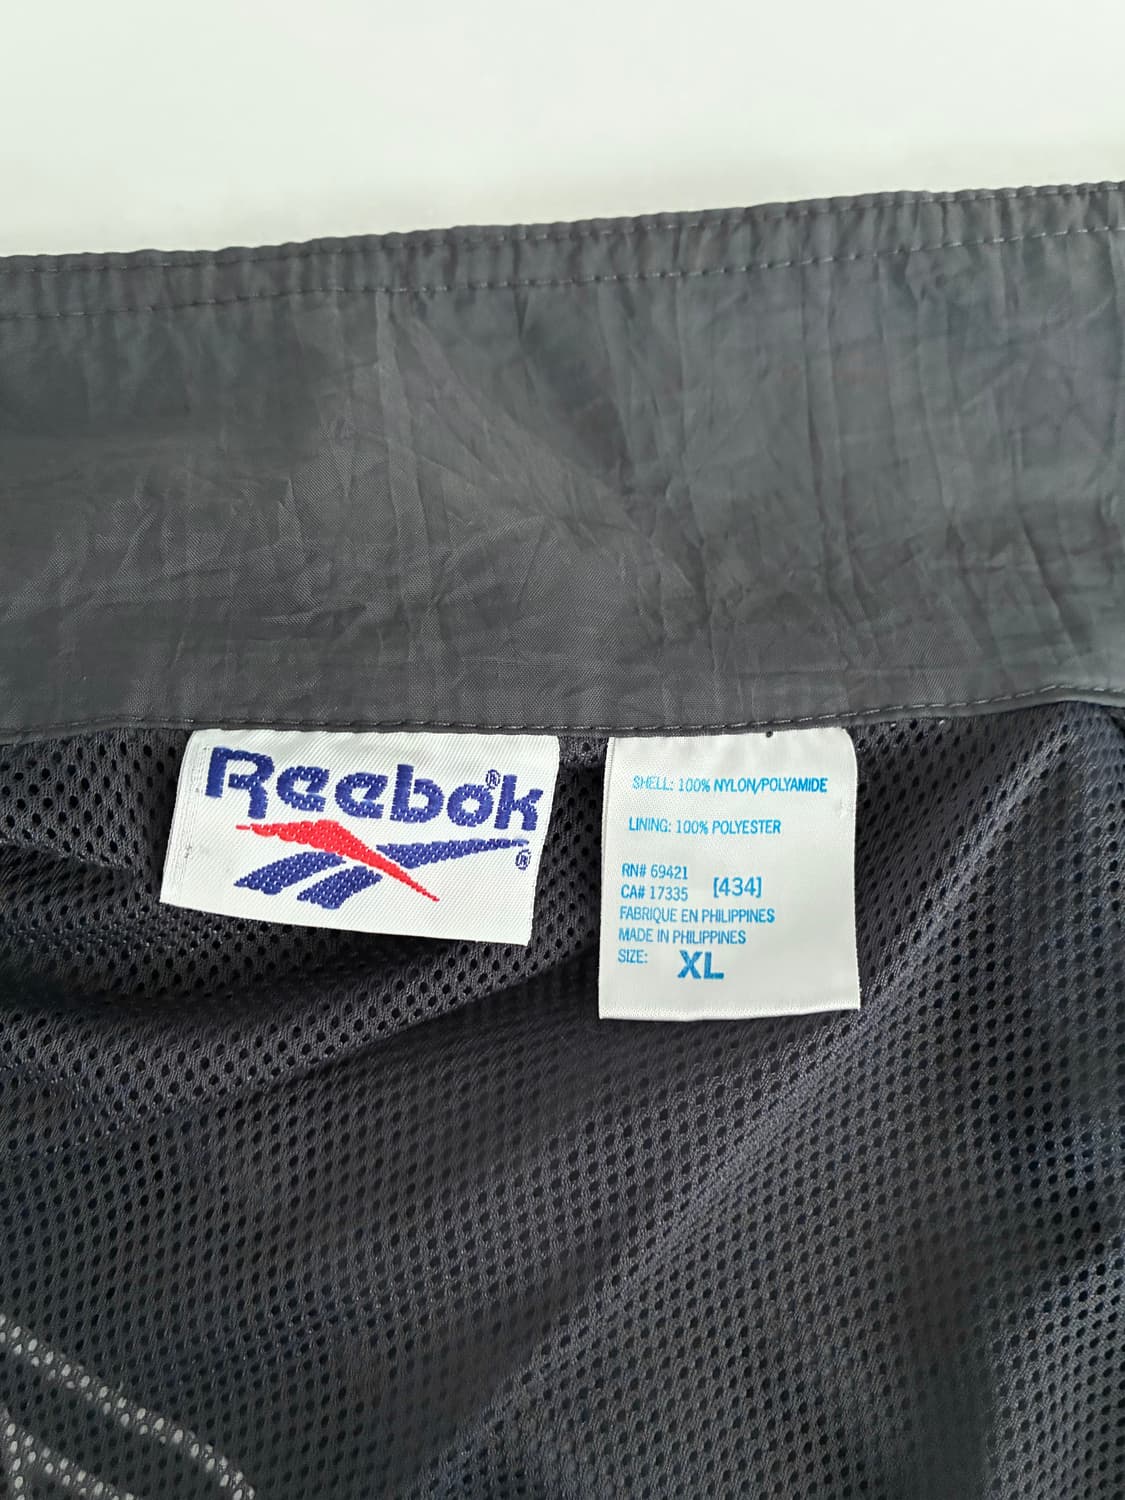 Reebok®
®
SHELL: 100% NYLON/POLYAMIDE
LINING: 100% POLYESTER
RN# 69421
CA# 17335 [434]
FABRIQUE EN PHILIPPINES
MADE IN PHILIPPINES
SIZE: XL